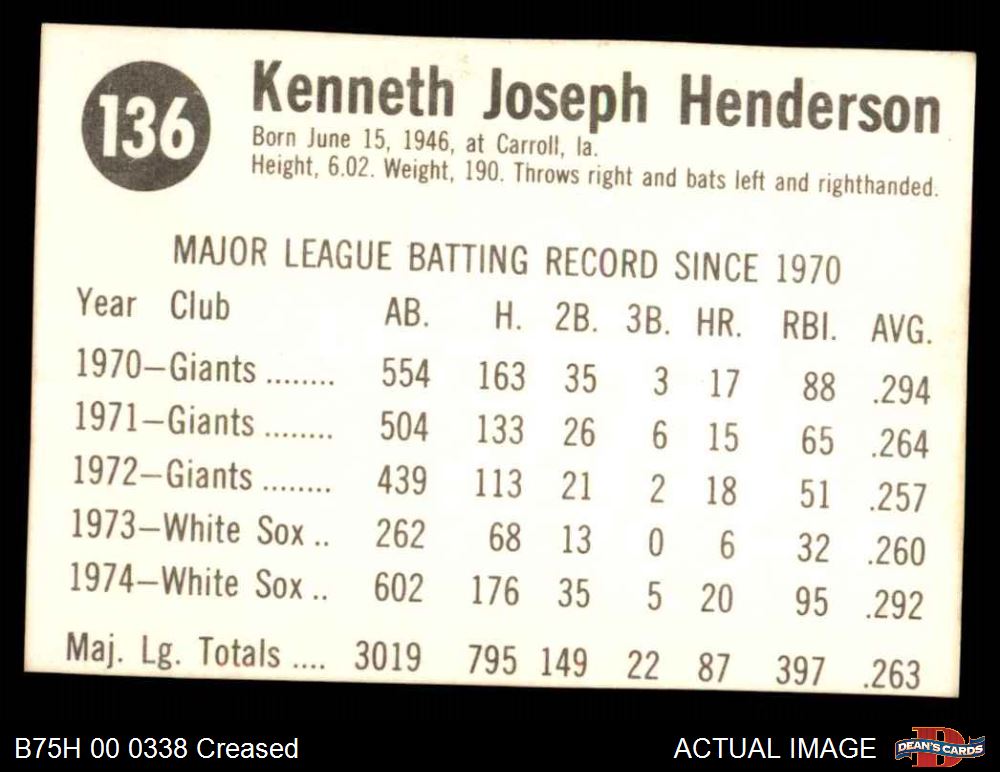 136
Kenneth Joseph Henderson
Born June 15, 1946, at Carroll, Ia.
Height, 6.02. Weight, 190. Throws right and bats left and righthanded.
MAJOR LEAGUE BATTING RECORD SINCE 1970
Year Club AB. H. 2B. 3B. HR. RBI. AVG.
1970—Giants ........ 554 163 35 3 17 88 .294
1971—Giants ........ 504 133 26 6 15 65 .264
1972—Giants ........ 439 113 21 2 18 51 .257
1973—White Sox .. 262 68 13 0 6 32 .260
1974—White Sox .. 602 176 35 5 20 95 .292
Maj. Lg. Totals .... 3019 795 149 22 87 397 .263
B75H 00 0338 Creased
ACTUAL IMAGE
DEAN'S CARDS